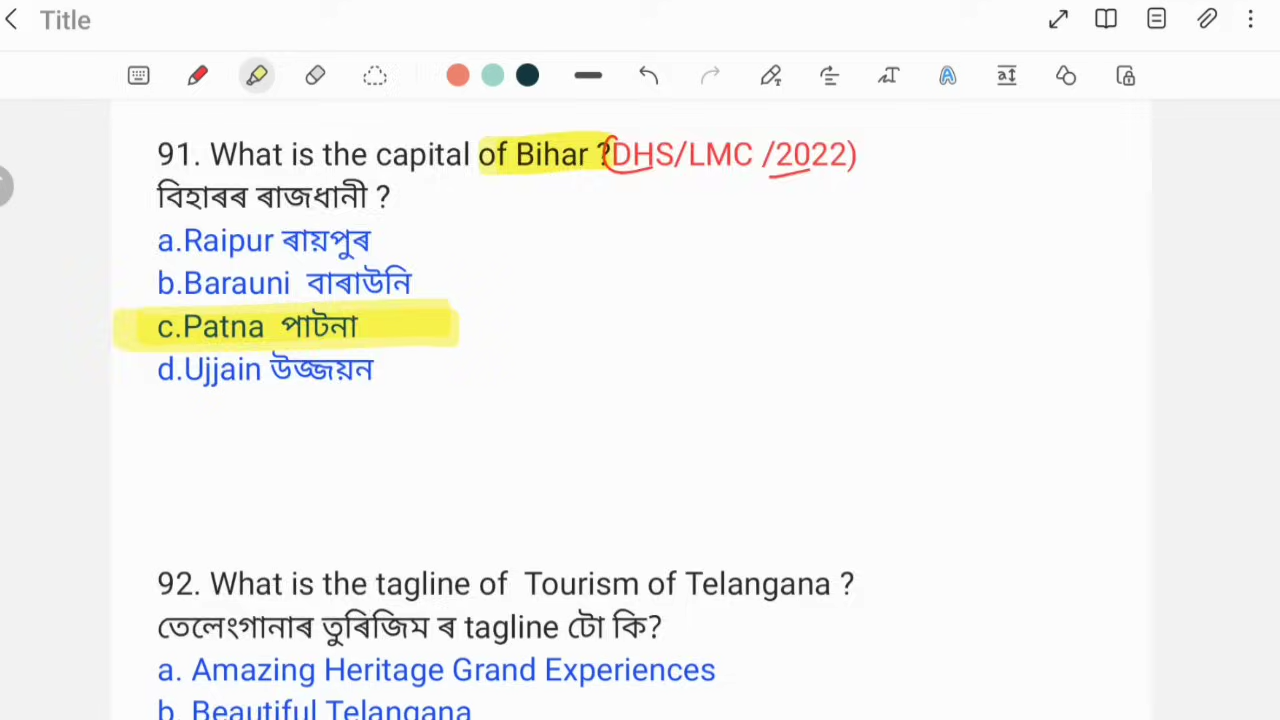 Title
91. What is the capital of Bihar ?(DHS/LMC /2022)
বিহাৰৰ ৰাজধানী ?
a.Raipur ৰায়পুৰ
b.Barauni বাৰাউনি
c.Patna পাটনা
d.Ujjain উজ্জয়ন
92. What is the tagline of Tourism of Telangana ?
তেলেংগানাৰ তুৰিজিম ৰ tagline টো কি?
a. Amazing Heritage Grand Experiences
b. Beautiful Telangana